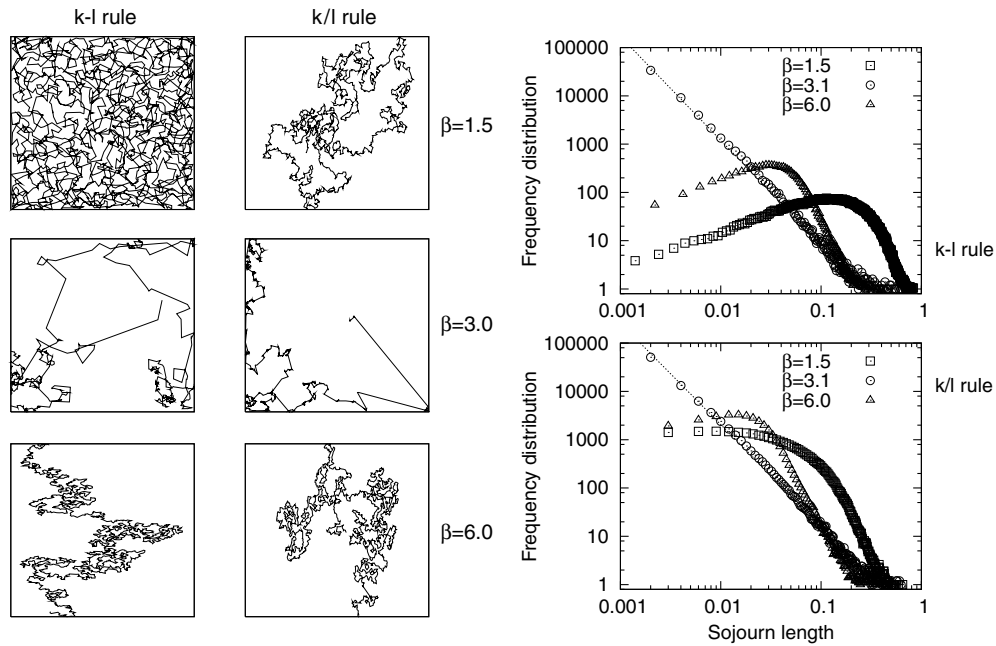 k-l rule
k/l rule
β=1.5
β=3.0
β=6.0
Frequency distribution
100000
10000
1000
100
10
1
0.001
0.01
0.1
1
β=1.5
β=3.1
β=6.0
k-l rule
Frequency distribution
100000
10000
1000
100
10
1
0.001
0.01
0.1
1
β=1.5
β=3.1
β=6.0
k/l rule
Sojourn length